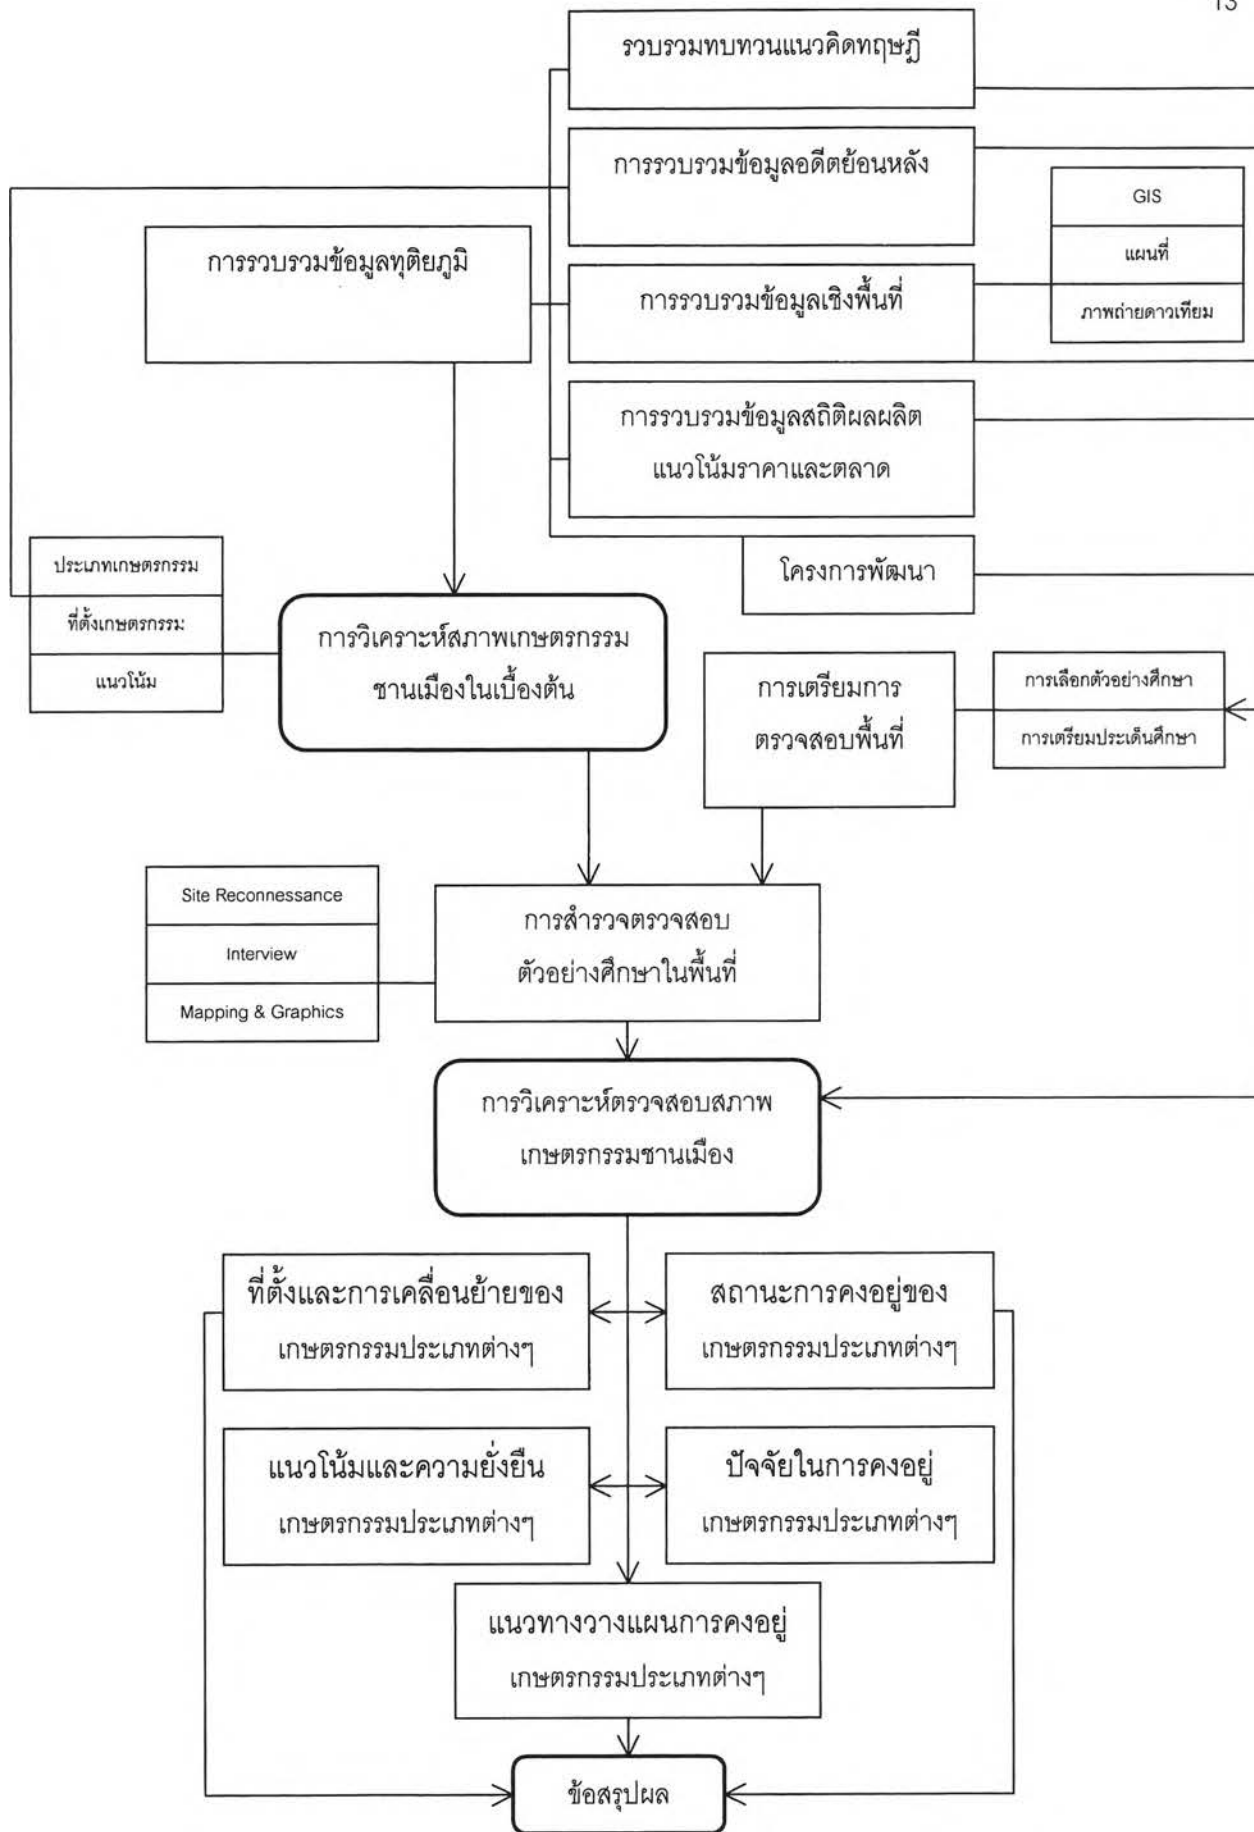 13
รวบรวมทบทวนแนวคิดทฤษฎี
การรวบรวมข้อมูลอดีตย้อนหลัง
GIS
แผนที่
ภาพถ่ายดาวเทียม
การรวบรวมข้อมูลทุติยภูมิ
การรวบรวมข้อมูลเชิงพื้นที่
การรวบรวมข้อมูลสถิติผลผลิต
แนวโน้มราคาและตลาด
โครงการพัฒนา
ประเภทเกษตรกรรม
ที่ตั้งเกษตรกรรม
แนวโน้ม
การวิเคราะห์สภาพเกษตรกรรม
ชานเมืองในเบื้องต้น
การเตรียมการ
ตรวจสอบพื้นที่
การเลือกตัวอย่างศึกษา
การเตรียมประเด็นศึกษา
Site Reconnessance
Interview
Mapping & Graphics
การสำรวจตรวจสอบ
ตัวอย่างศึกษาในพื้นที่
การวิเคราะห์ตรวจสอบสภาพ
เกษตรกรรมชานเมือง
ที่ตั้งและการเคลื่อนย้ายของ
เกษตรกรรมประเภทต่างๆ
สถานะการคงอยู่ของ
เกษตรกรรมประเภทต่างๆ
แนวโน้มและความยั่งยืน
เกษตรกรรมประเภทต่างๆ
ปัจจัยในการคงอยู่
เกษตรกรรมประเภทต่างๆ
แนวทางวางแผนการคงอยู่
เกษตรกรรมประเภทต่างๆ
ข้อสรุปผล